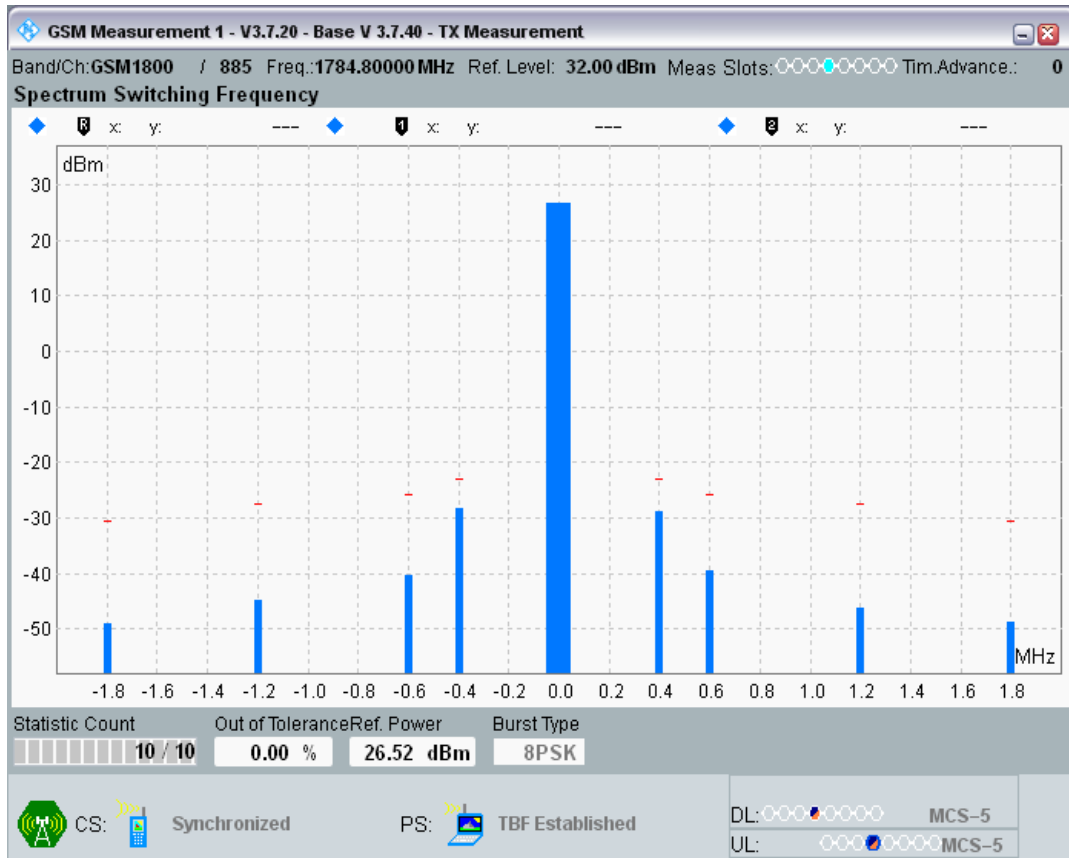 GSM Measurement 1 - V3.7.20 - Base V 3.7.40 - TX Measurement
Band/Ch:GSM1800 / 885 Freq.:1784.80000 MHz Ref. Level: 32.00 dBm Meas Slots: Tim.Advance.: 0
Spectrum Switching Frequency
R x: y: --- 1 x: y: --- 2 x: y: ---
dBm
30
20
10
0
-10
-20
-30
-40
-50
MHz
-1.8 -1.6 -1.4 -1.2 -1.0 -0.8 -0.6 -0.4 -0.2 0.0 0.2 0.4 0.6 0.8 1.0 1.2 1.4 1.6 1.8
Statistic Count Out of Tolerance Ref. Power Burst Type
10 / 10 0.00 % 26.52 dBm 8PSK
CS: Synchronized PS: TBF Established
DL: MCS-5
UL: MCS-5